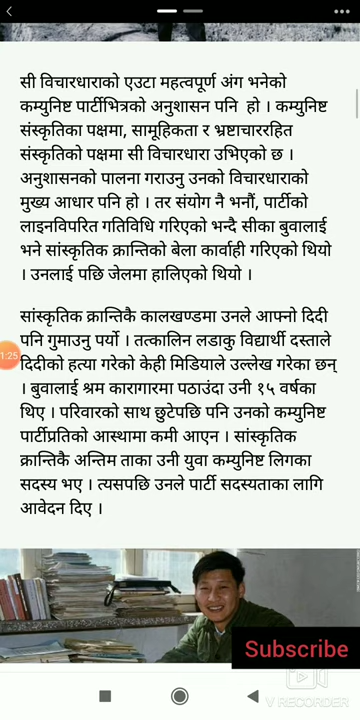 सी विचारधाराको एउटा महत्वपूर्ण अंग भनेको
कम्युनिष्ट पार्टीभित्रको अनुशासन पनि हो । कम्युनिष्ट
संस्कृतिका पक्षमा, सामूहिकता र भ्रष्टाचाररहित
संस्कृतिको पक्षमा सी विचारधारा उभिएको छ ।
अनुशासनको पालना गराउनु उनको विचारधाराको
मुख्य आधार पनि हो । तर संयोग नै भनौं, पार्टीको
लाइनविपरित गतिविधि गरिएको भन्दै सीका बुवालाई
भने सांस्कृतिक क्रान्तिको बेला कार्वाही गरिएको थियो
। उनलाई पछि जेलमा हालिएको थियो ।
सांस्कृतिक क्रान्तिकै कालखण्डमा उनले आफ्नो दिदी
पनि गुमाउनु पर्यो । तत्कालिन लडाकु विद्यार्थी दस्ताले
1:25
दिदीको हत्या गरेको केही मिडियाले उल्लेख गरेका छन्
। बुवालाई श्रम कारागारमा पठाउंदा उनी १५ वर्षका
थिए । परिवारको साथ छुटेपछि पनि उनको कम्युनिष्ट
पार्टीप्रतिको आस्थामा कमी आएन । सांस्कृतिक
क्रान्तिकै अन्तिम ताका उनी युवा कम्युनिष्ट लिगका
सदस्य भए । त्यसपछि उनले पार्टी सदस्यताका लागि
आवेदन दिए ।
Subscribe
V RECORDER